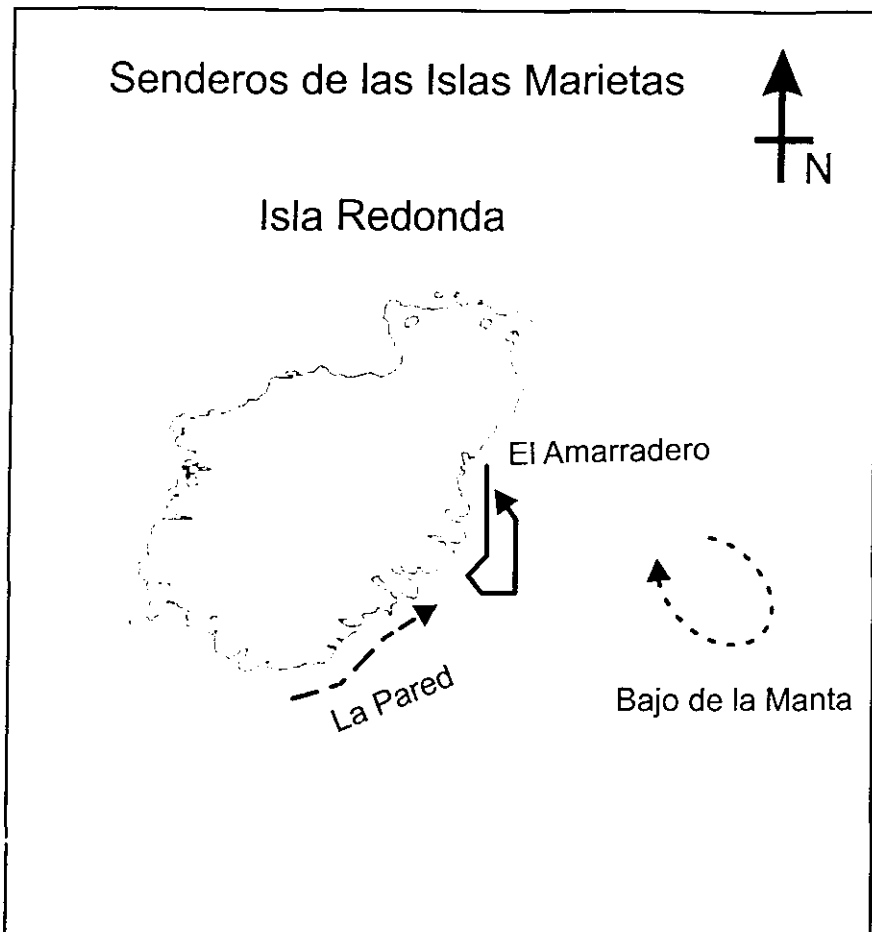 Senderos de las Islas Marietas
N
Isla Redonda
El Amarradero
La Pared
Bajo de la Manta